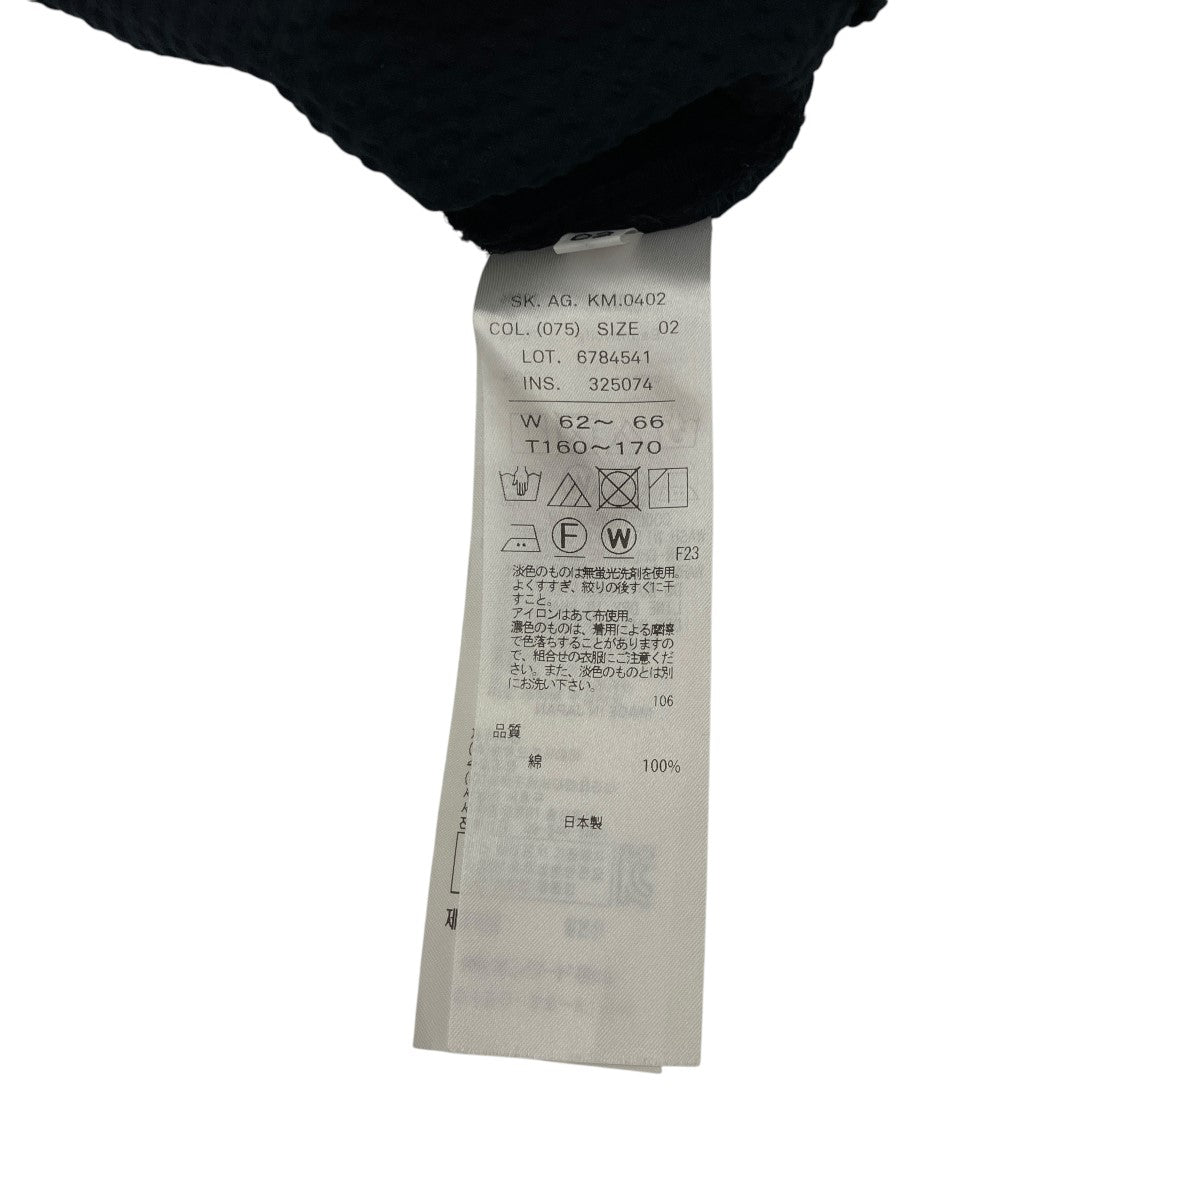 SK. AG. KM.0402
COL. (075) SIZE 02
LOT. 6784541
INS. 325074
W 62～ 66
T160～170
F W
F23
淡色のものは無蛍光洗剤を使用。
よくすすぎ、絞りの後すぐに干
すこと。
アイロンはあて布使用。
濃色のものは、着用による摩擦
で色落ちすることがありますの
で、組合せの衣服にご注意くだ
さい。また、淡色のものとは別
にお洗い下さい。
106
品質
綿 100%
日本製
제